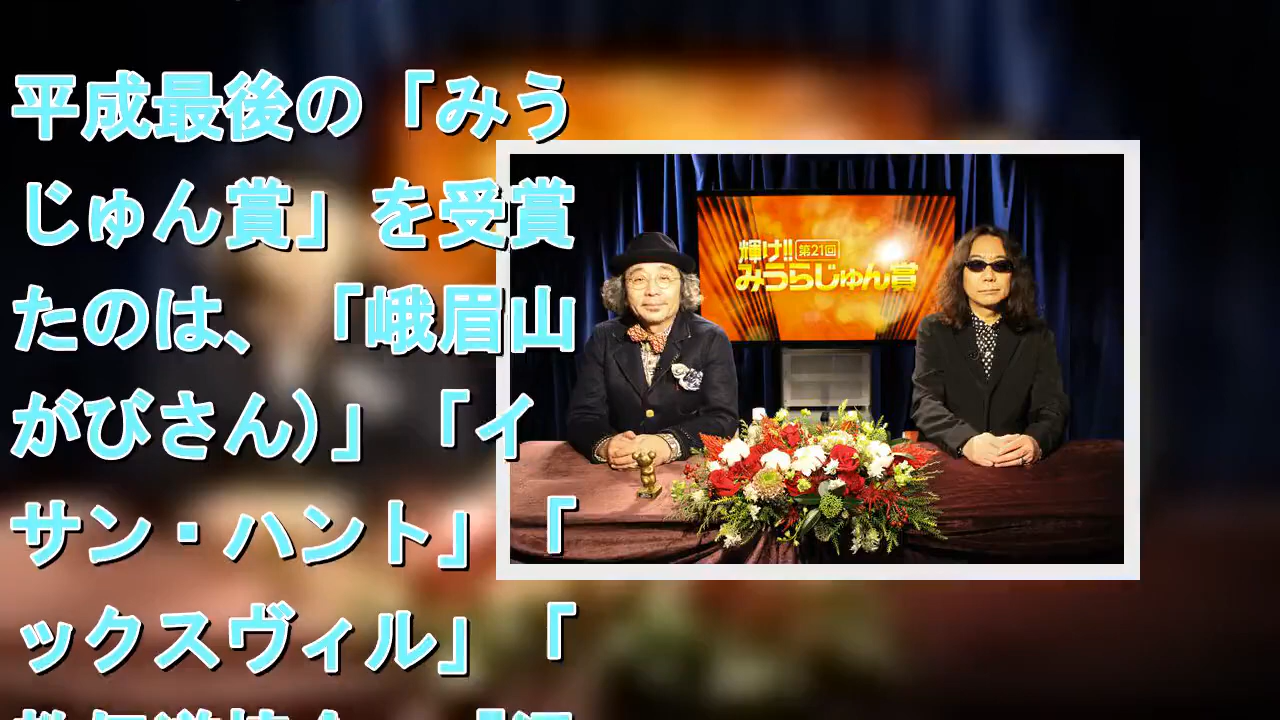 平成最後の「みう
じゅん賞」を受賞
たのは、「峨眉山
がびさん)」「イ
サン・ハント」「
ックスヴィル」「
輝け!!第21回
みうらじゅん賞